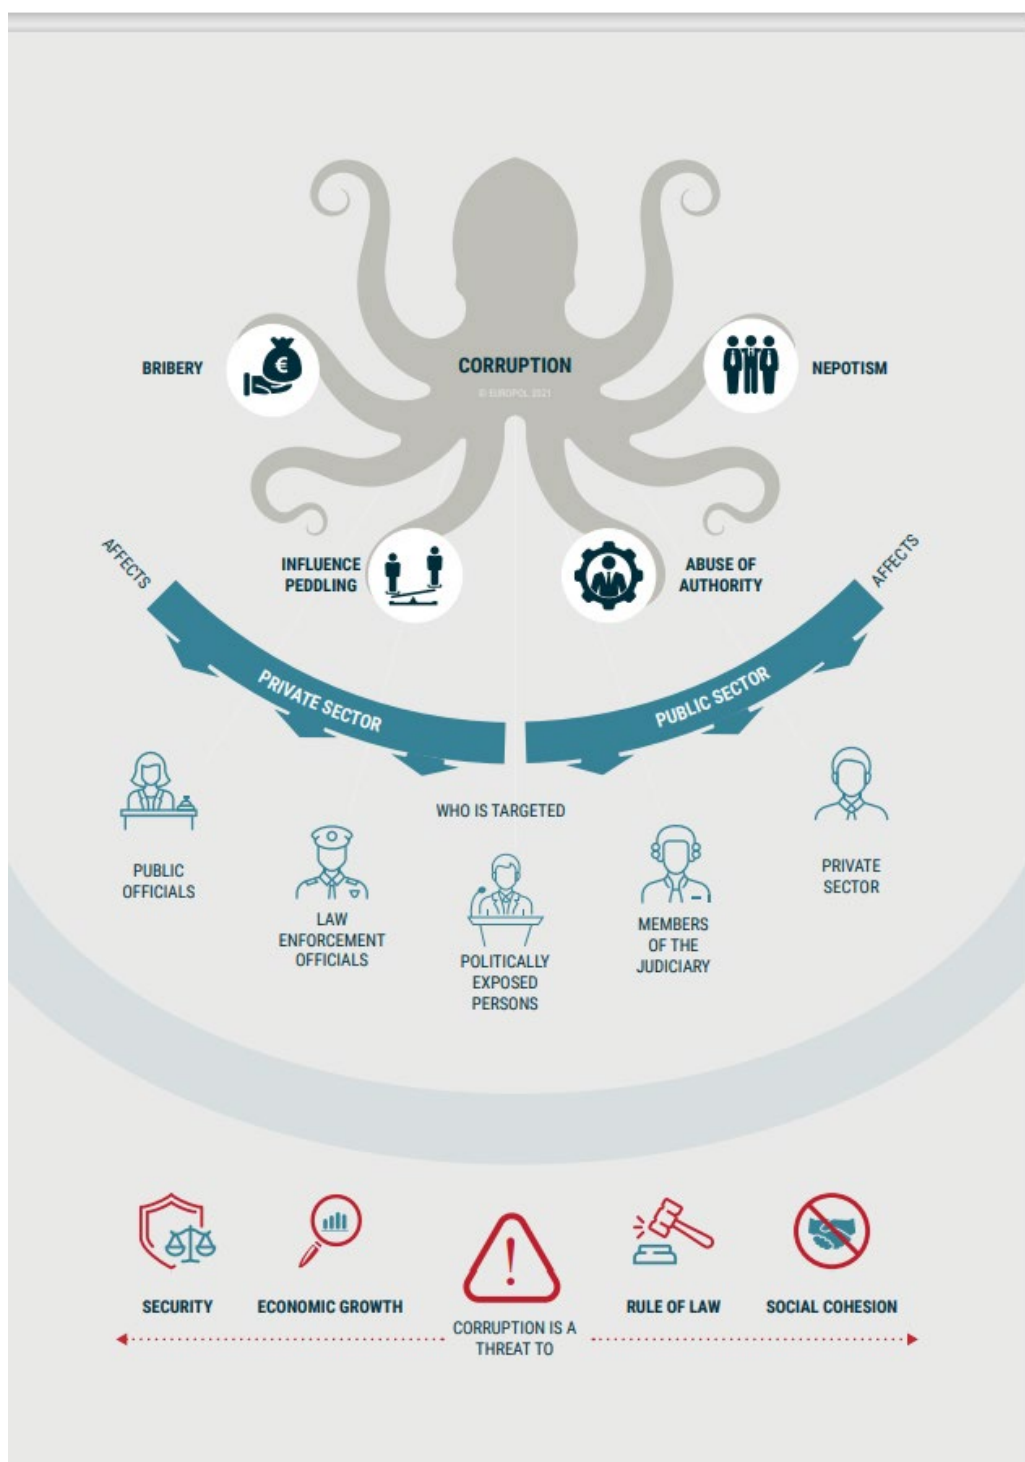 BRIBERY
€
CORRUPTION
© EUROPOL 2021
NEPOTISM
INFLUENCE
PEDDLING
ABUSE OF
AUTHORITY
AFFECTS
AFFECTS
PRIVATE SECTOR
PUBLIC SECTOR
WHO IS TARGETED
PUBLIC
OFFICIALS
LAW
ENFORCEMENT
OFFICIALS
POLITICALLY
EXPOSED
PERSONS
MEMBERS
OF THE
JUDICIARY
PRIVATE
SECTOR
!
SECURITY
ECONOMIC GROWTH
CORRUPTION IS A
THREAT TO
RULE OF LAW
SOCIAL COHESION